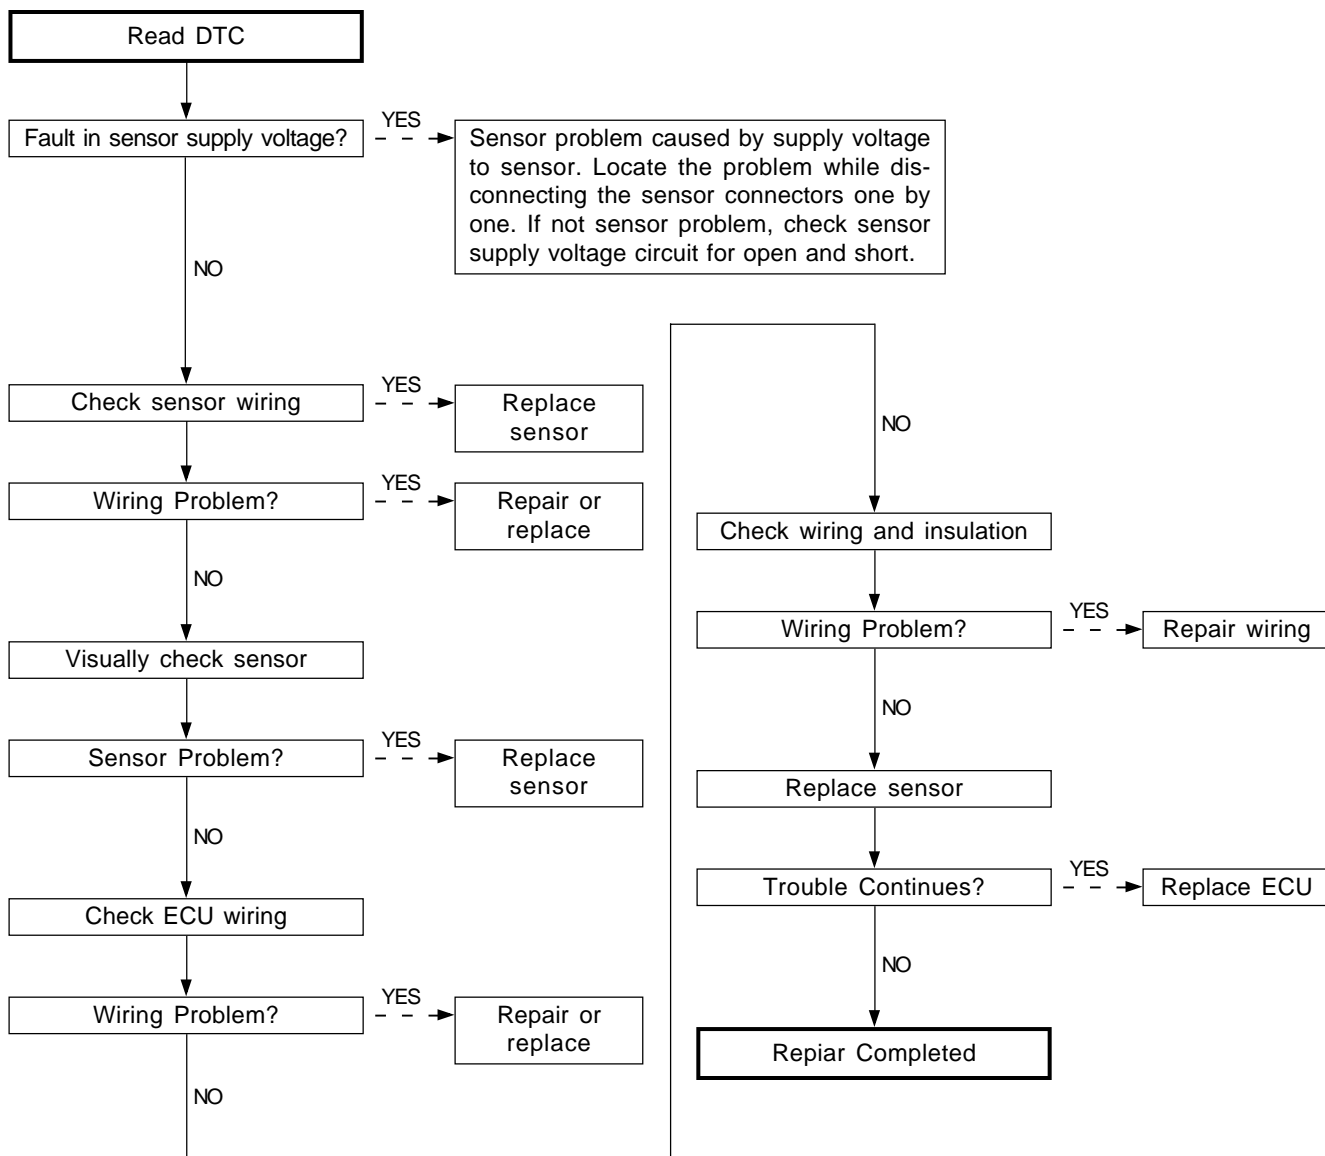 Read DTC
Fault in sensor supply voltage?
YES
Sensor problem caused by supply voltage
to sensor. Locate the problem while dis-
connecting the sensor connectors one by
one. If not sensor problem, check sensor
supply voltage circuit for open and short.
NO
Check sensor wiring
YES
Replace
sensor
Wiring Problem?
YES
Repair or
replace
NO
Visually check sensor
Sensor Problem?
YES
Replace
sensor
NO
Check ECU wiring
Wiring Problem?
YES
Repair or
replace
NO
NO
Check wiring and insulation
Wiring Problem?
YES
Repair wiring
NO
Replace sensor
Trouble Continues?
YES
Replace ECU
NO
Repiar Completed